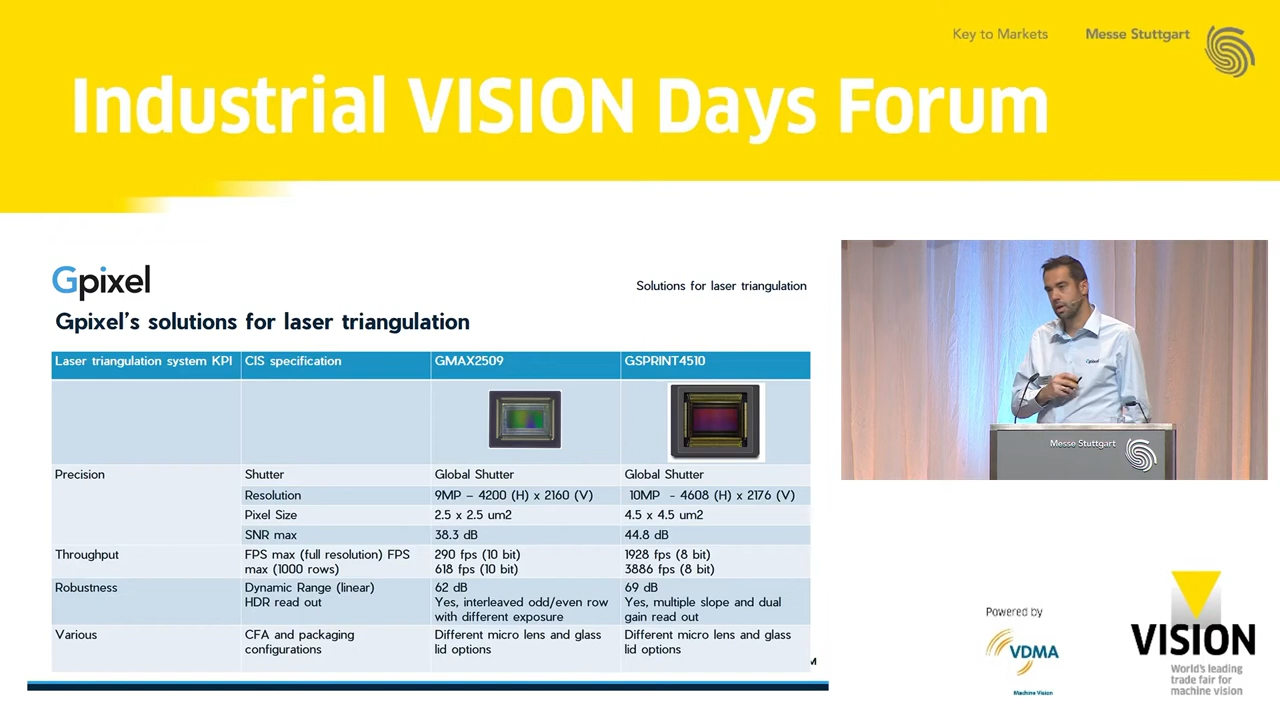 Key to Markets
Messe Stuttgart
Industrial VISION Days Forum
Gpixel
Solutions for laser triangulation
Gpixel's solutions for laser triangulation
Laser triangulation system KPI CIS specification GMAX2509 GSPRINT4510
Precision Shutter Global Shutter Global Shutter
Resolution 9MP – 4200 (H) x 2160 (V) 10MP - 4608 (H) x 2176 (V)
Pixel Size 2.5 x 2.5 um2 4.5 x 4.5 um2
SNR max 38.3 dB 44.8 dB
Throughput FPS max (full resolution) FPS 290 fps (10 bit) 1928 fps (8 bit)
max (1000 rows) 618 fps (10 bit) 3886 fps (8 bit)
Robustness Dynamic Range (linear) 62 dB 69 dB
HDR read out Yes, interleaved odd/even row Yes, multiple slope and dual
with different exposure gain read out
Various CFA and packaging Different micro lens and glass Different micro lens and glass
configurations lid options lid options
M
Gpixel
Messe Stuttgart
Powered by
VDMA
Machine Vision
VISION
World's leading
trade fair for
machine vision